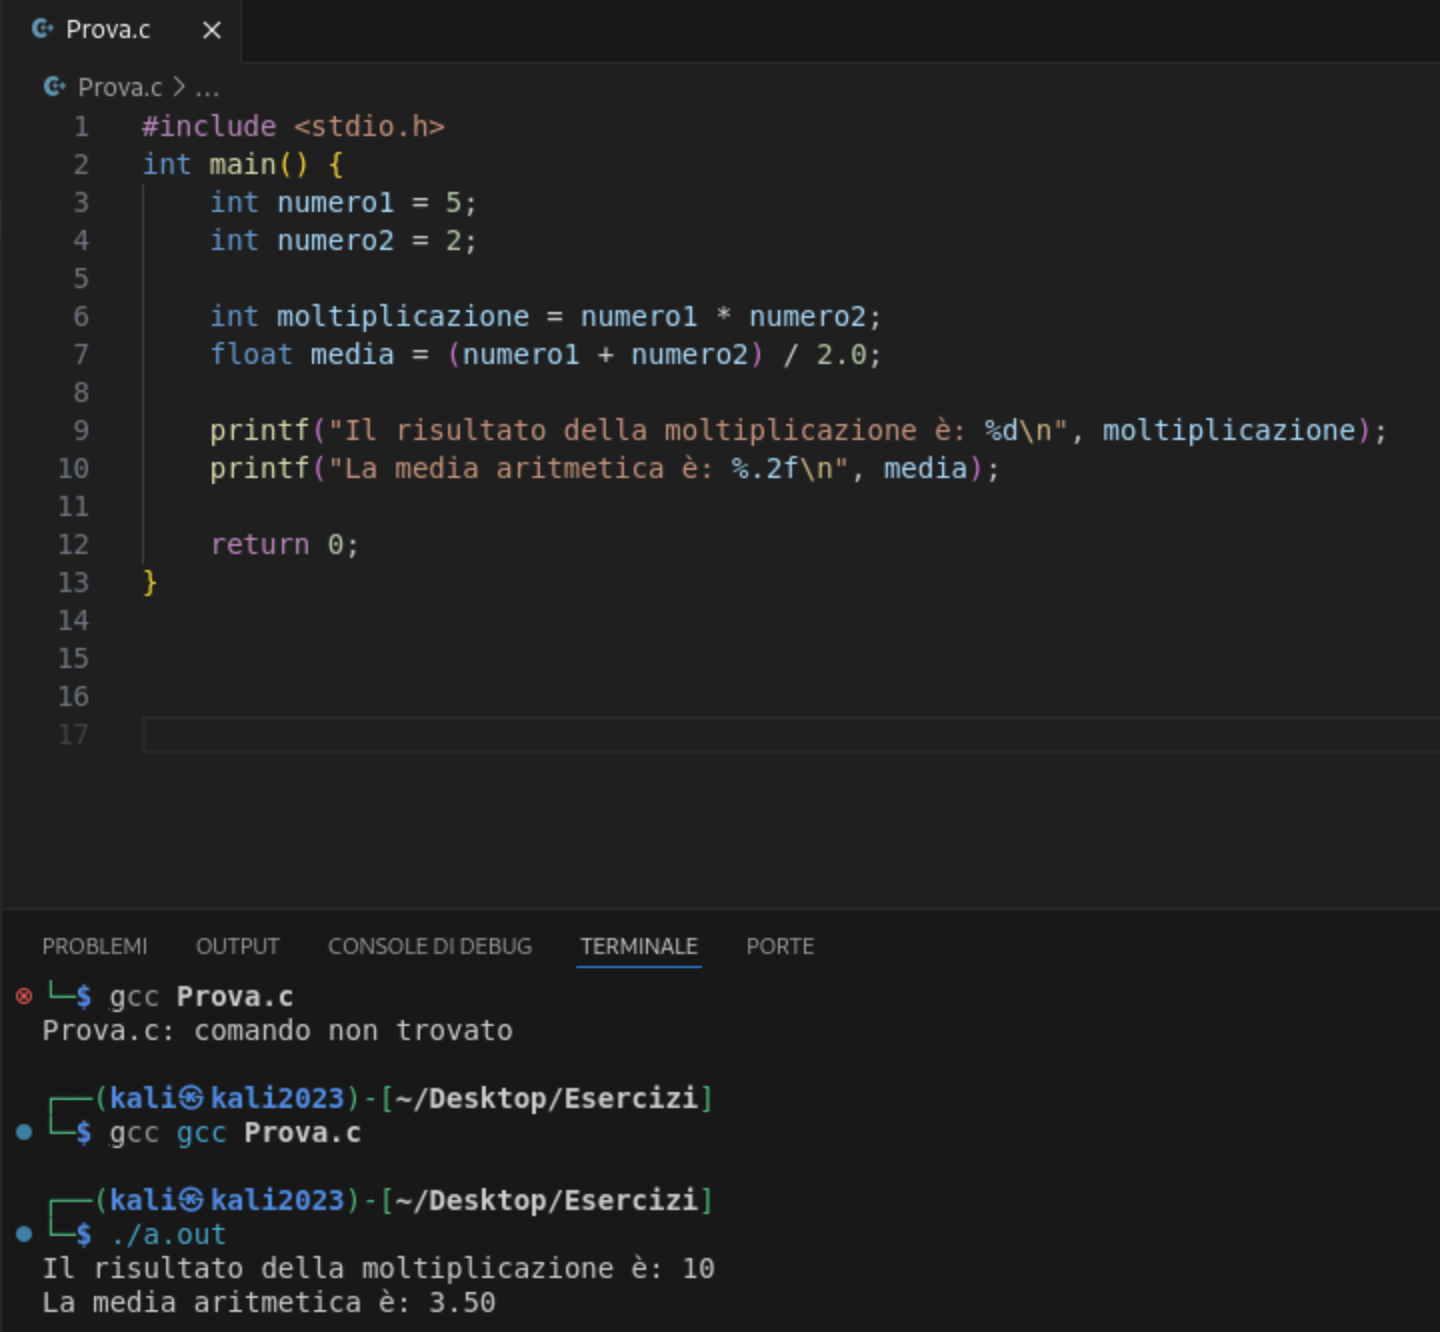 Prova.c
Prova.c > ...
1 #include <stdio.h>
2 int main() {
3     int numero1 = 5;
4     int numero2 = 2;
5
6     int moltiplicazione = numero1 * numero2;
7     float media = (numero1 + numero2) / 2.0;
8
9     printf("Il risultato della moltiplicazione è: %d\n", moltiplicazione);
10     printf("La media aritmetica è: %.2f\n", media);
11
12     return 0;
13 }
14
15
16
17
PROBLEMI OUTPUT CONSOLE DI DEBUG TERMINALE PORTE
└─$ gcc Prova.c
Prova.c: comando non trovato
┌──(kali㉿kali2023)-[~/Desktop/Esercizi]
└─$ gcc gcc Prova.c
┌──(kali㉿kali2023)-[~/Desktop/Esercizi]
└─$ ./a.out
Il risultato della moltiplicazione è: 10
La media aritmetica è: 3.50